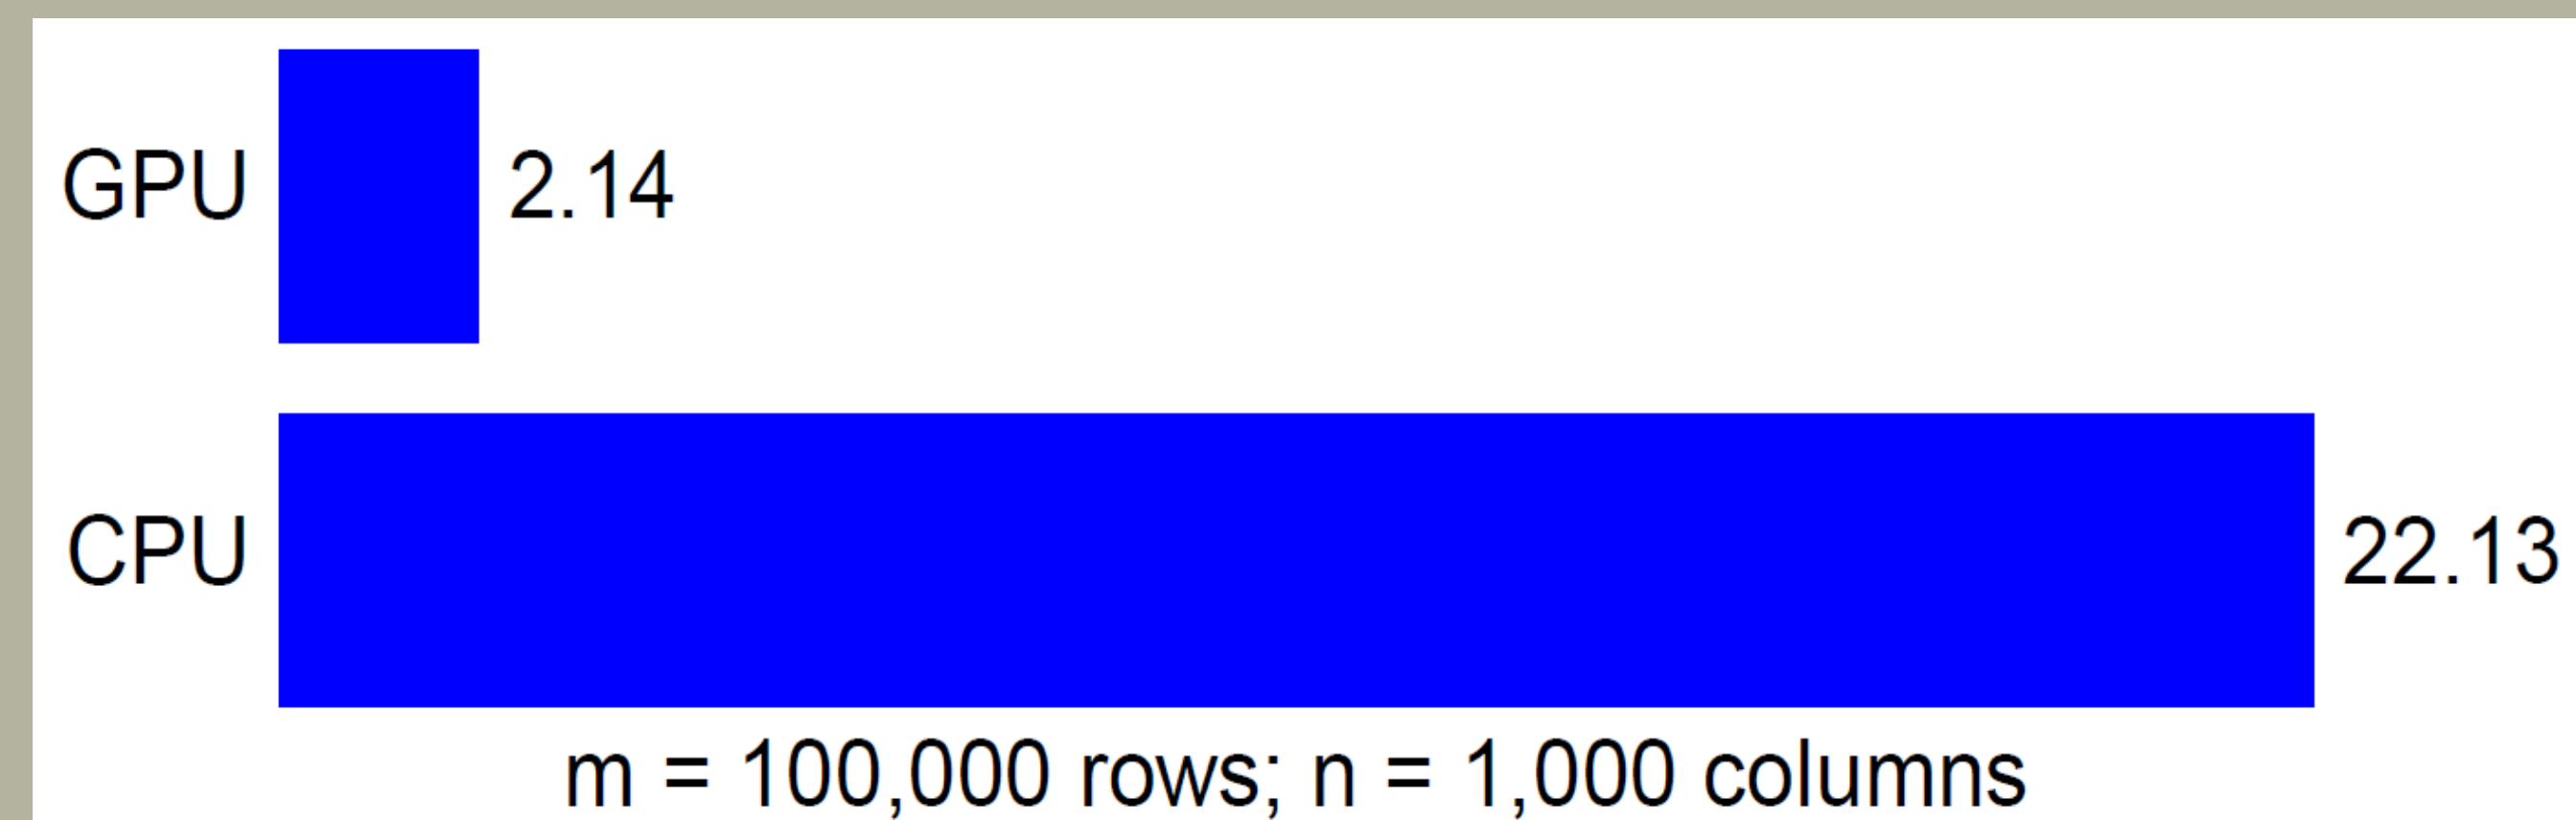 GPU 2.14
CPU 22.13
m = 100,000 rows; n = 1,000 columns